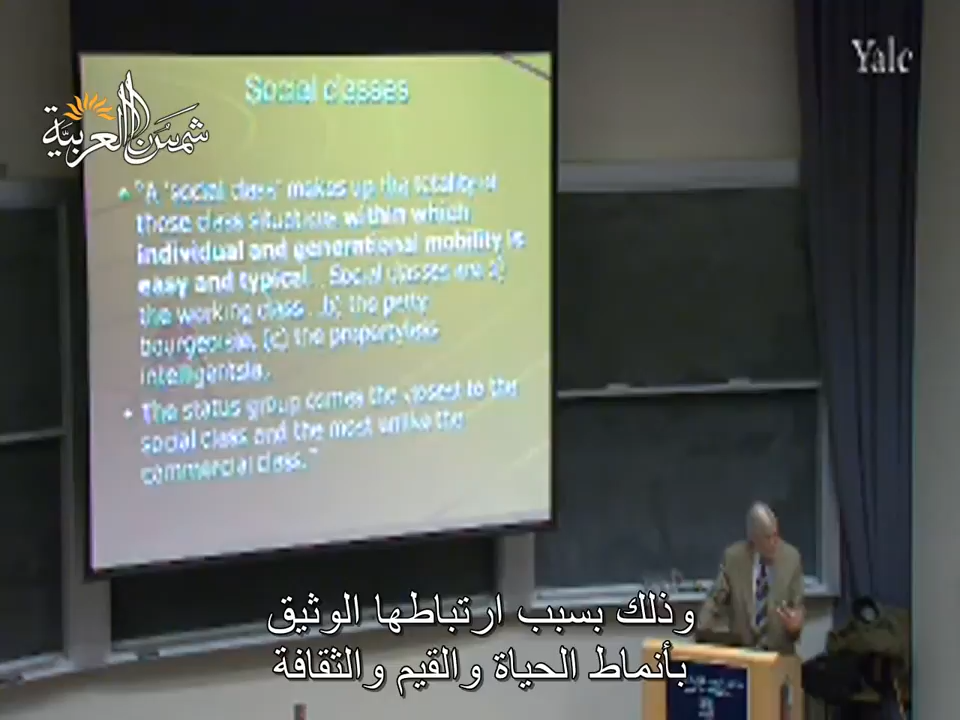 Yale
شمس العربية
Social classes
"A 'social class' makes up the totality of
those class situations within which
individual and generational mobility is
easy and typical. . Social classes are a)
the working class . .b) the petty
bourgeoisie, (c) the propertyless
intelligentsia..
The status group comes the closest to the
social class and the most unlike the
commercial class."
وذلك بسبب ارتباطها الوثيق
بأنماط الحياة والقيم والثقافة